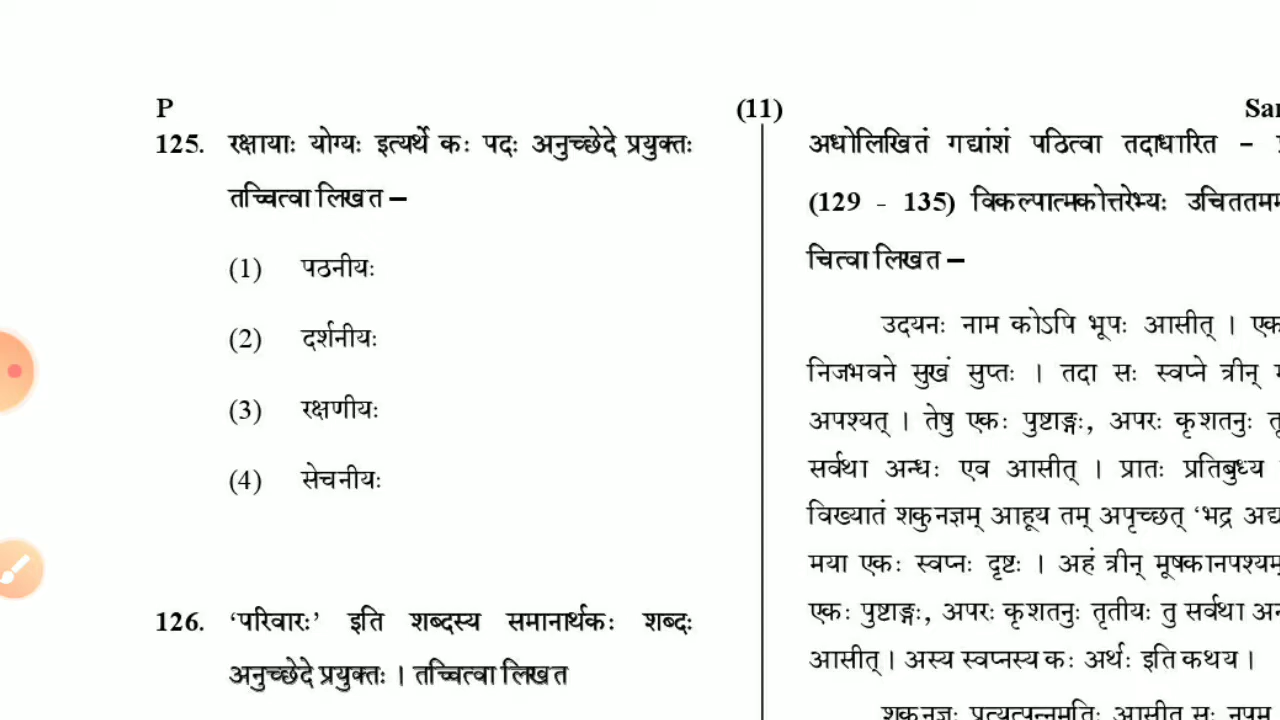 P
(11)
125. रक्षायाः योग्यः इत्यर्थे कः पदः अनुच्छेदे प्रयुक्तः
तच्चित्वा लिखत –
(1) पठनीयः
(2) दर्शनीयः
(3) रक्षणीयः
(4) सेचनीयः
126. ‘परिवारः’ इति शब्दस्य समानार्थकः शब्दः
अनुच्छेदे प्रयुक्तः । तच्चित्वा लिखत
अधोलिखितं गद्यांशं पठित्वा तदाधारित –
(129 - 135) विकल्पात्मकोत्तरेभ्यः
चित्वा लिखत –
उदयनः नाम कोऽपि भूपः आसीत् ।
निजभवने सुखं सुप्तः । तदा सः स्वप्ने त्रीन्
अपश्यत् । तेषु एकः पुष्टाङ्गः, अपरः कृशतनुः
सर्वथा अन्धः एव आसीत् । प्रातः प्रतिबुध्य
विख्यातं शकुनज्ञम् आहूय तम् अपृच्छत् ‘भद्र
मया एकः स्वप्नः दृष्टः । अहं त्रीन् मूषकानपश्यम्
एकः पुष्टाङ्गः, अपरः कृशतनुः तृतीयः तु सर्वथा
आसीत् । अस्य स्वप्नस्य कः अर्थः इति कथय ।